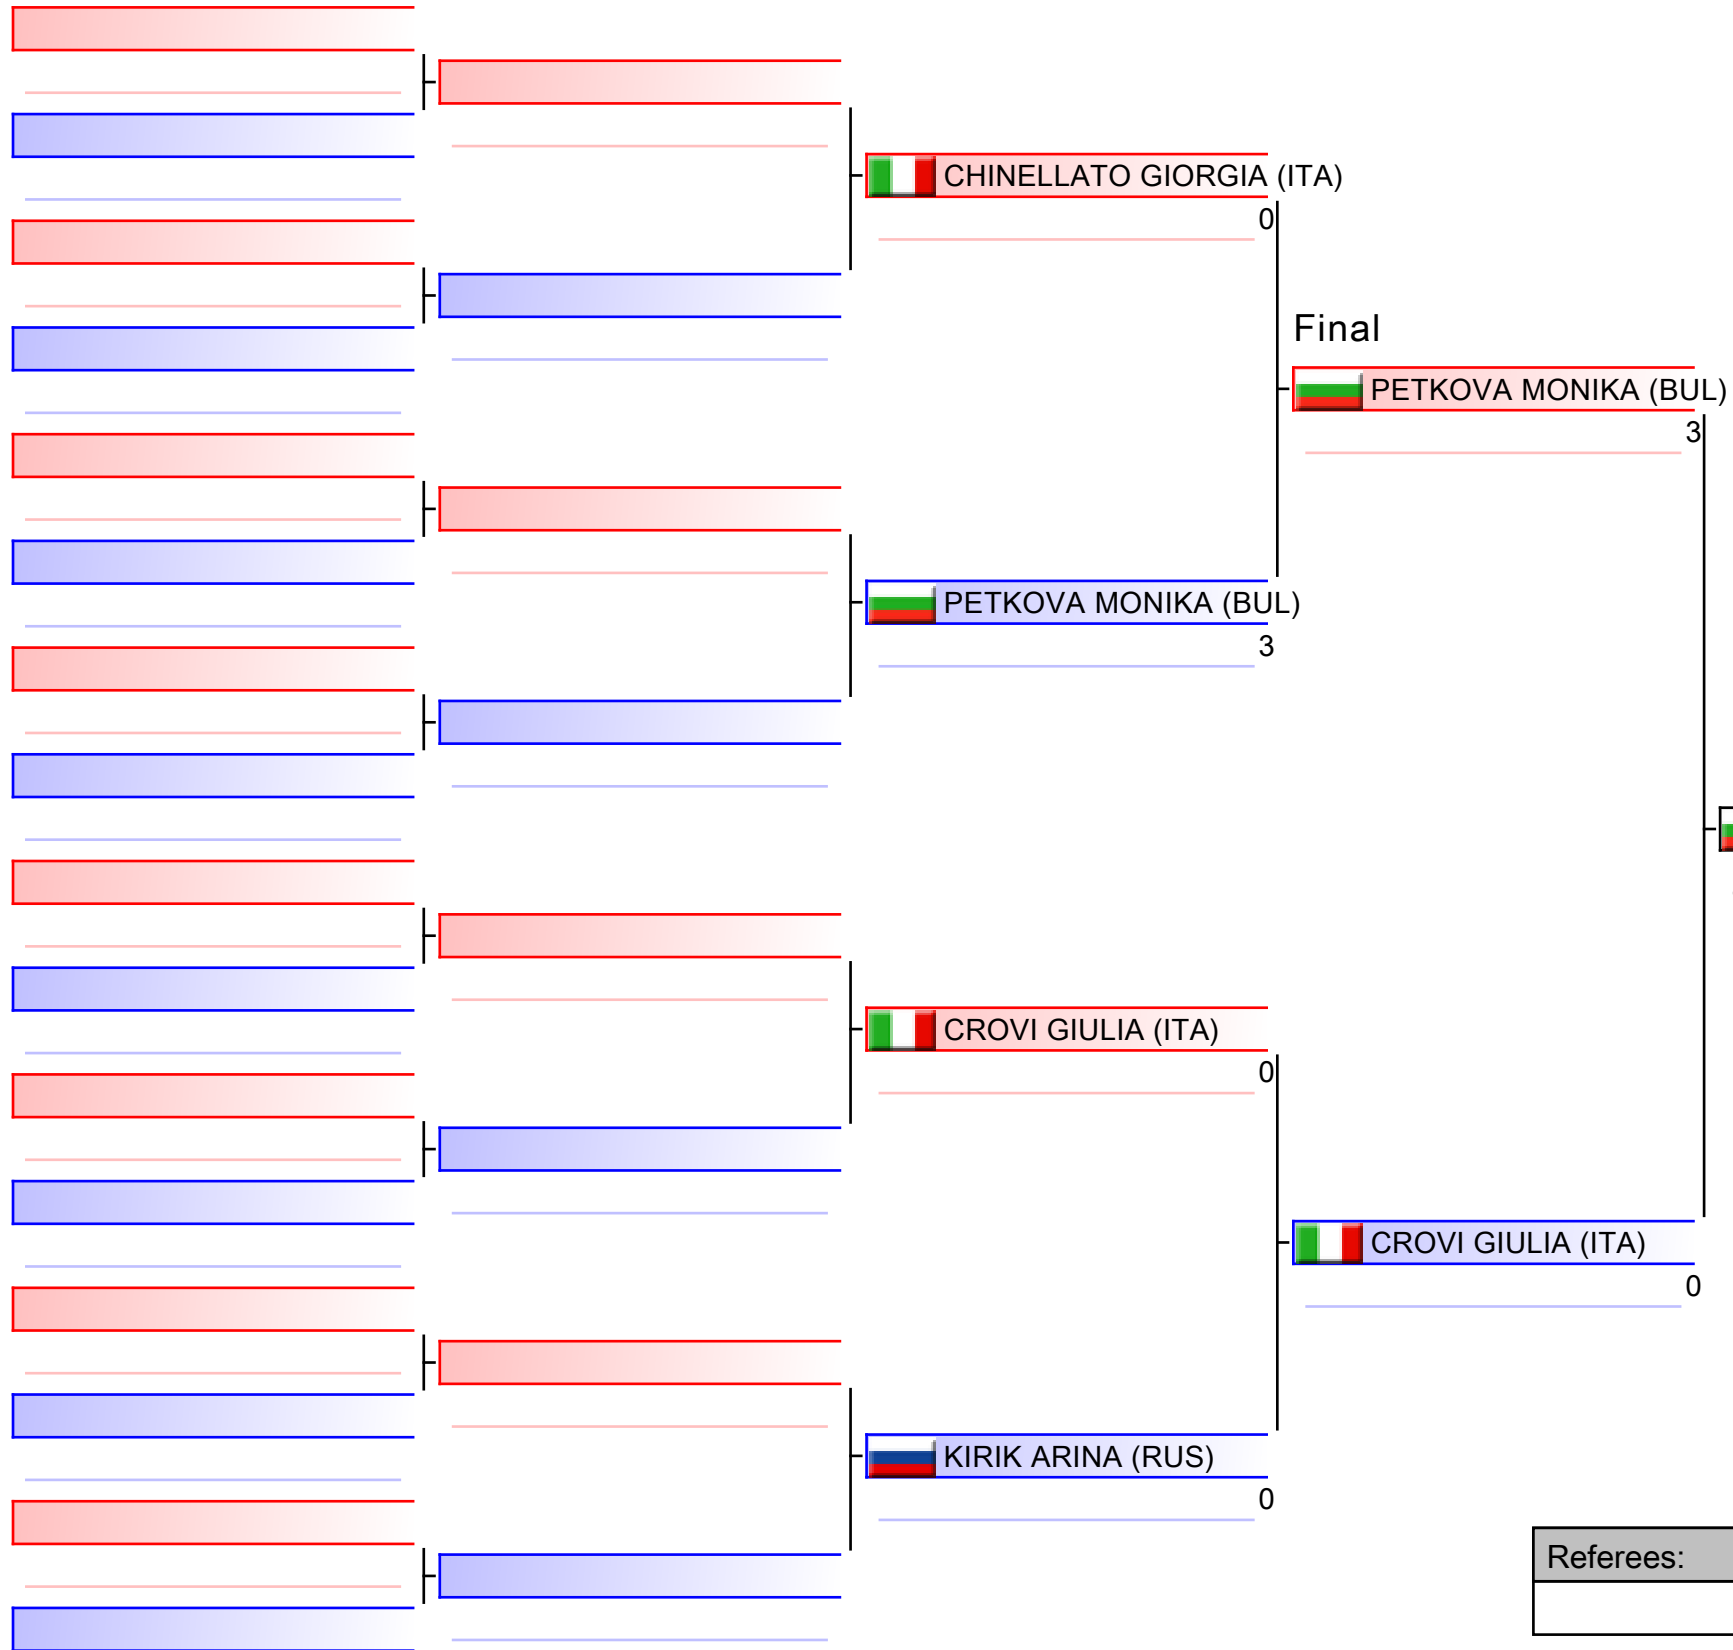 CHINELLATO GIORGIA (ITA)
0
Final
PETKOVA MONIKA (BUL)
3
PETKOVA MONIKA (BUL)
3
CROVI GIULIA (ITA)
0
CROVI GIULIA (ITA)
0
KIRIK ARINA (RUS)
0
Referees: